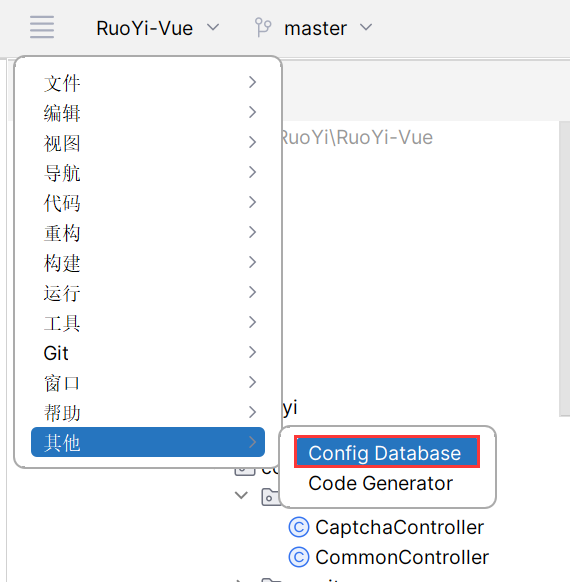 RuoYi-Vue master
文件
编辑
RuoYi\RuoYi-Vue
视图
导航
代码
重构
构建
运行
工具
Git
窗口
yi
帮助
其他
Config Database
Code Generator
CaptchaController
CommonController